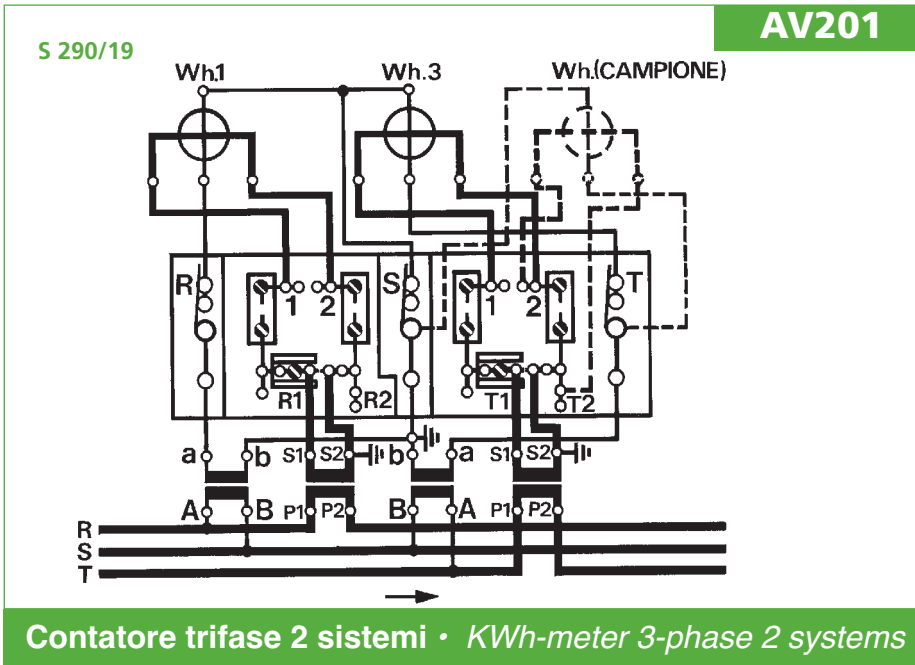 AV201
S 290/19
Wh.1 Wh.3 Wh.(CAMPIONE)
R 1 2 S 1 2 T
R1 R2 T1 T2
a b S1 S2 b a S1 S2
A B P1 P2 B A P1 P2
R
S
T
Contatore trifase 2 sistemi • KWh-meter 3-phase 2 systems